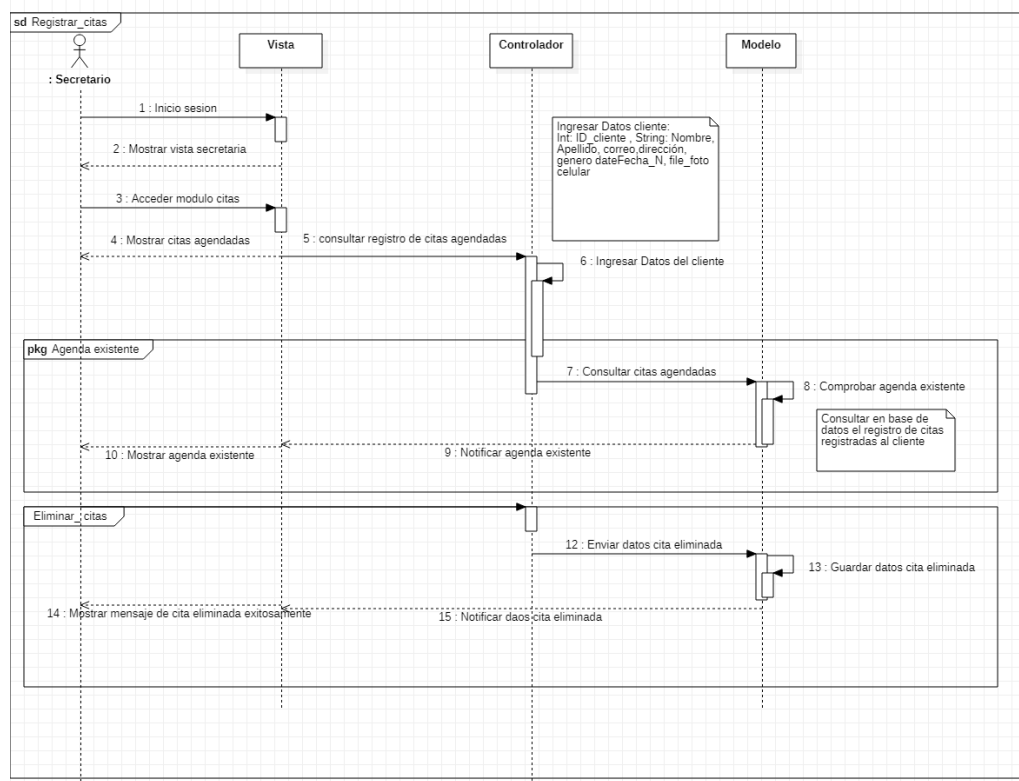 sd Registrar_citas
Vista
Controlador
Modelo
: Secretario
1 : Inicio sesion
Ingresar Datos cliente:
Int: ID_cliente , String: Nombre,
Apellido, correo,dirección,
genero dateFecha_N, file_foto
celular
2 : Mostrar vista secretaria
3 : Acceder modulo citas
4 : Mostrar citas agendadas
5 : consultar registro de citas agendadas
6 : Ingresar Datos del cliente
pkg Agenda existente
7 : Consultar citas agendadas
8 : Comprobar agenda existente
Consultar en base de
datos el registro de citas
registradas al cliente
9 : Notificar agenda existente
10 : Mostrar agenda existente
Eliminar_citas
12 : Enviar datos cita eliminada
13 : Guardar datos cita eliminada
14 : Mostrar mensaje de cita eliminada exitosamente
15 : Notificar daos cita eliminada